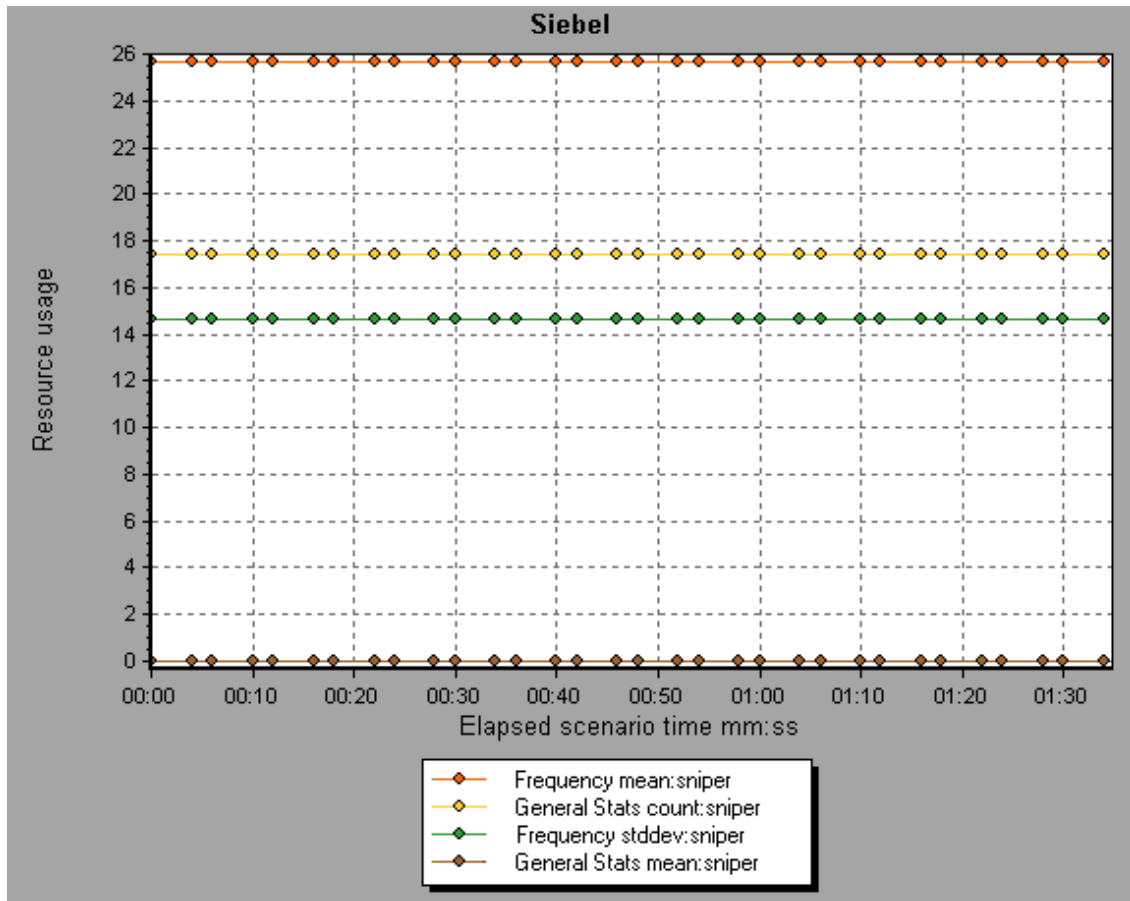 Siebel
26
24
22
20
18
16
14
12
10
8
6
4
2
0
Resource usage
00:00 00:10 00:20 00:30 00:40 00:50 01:00 01:10 01:20 01:30
Elapsed scenario time mm:ss
Frequency mean:sniper
General Stats count:sniper
Frequency stddev:sniper
General Stats mean:sniper